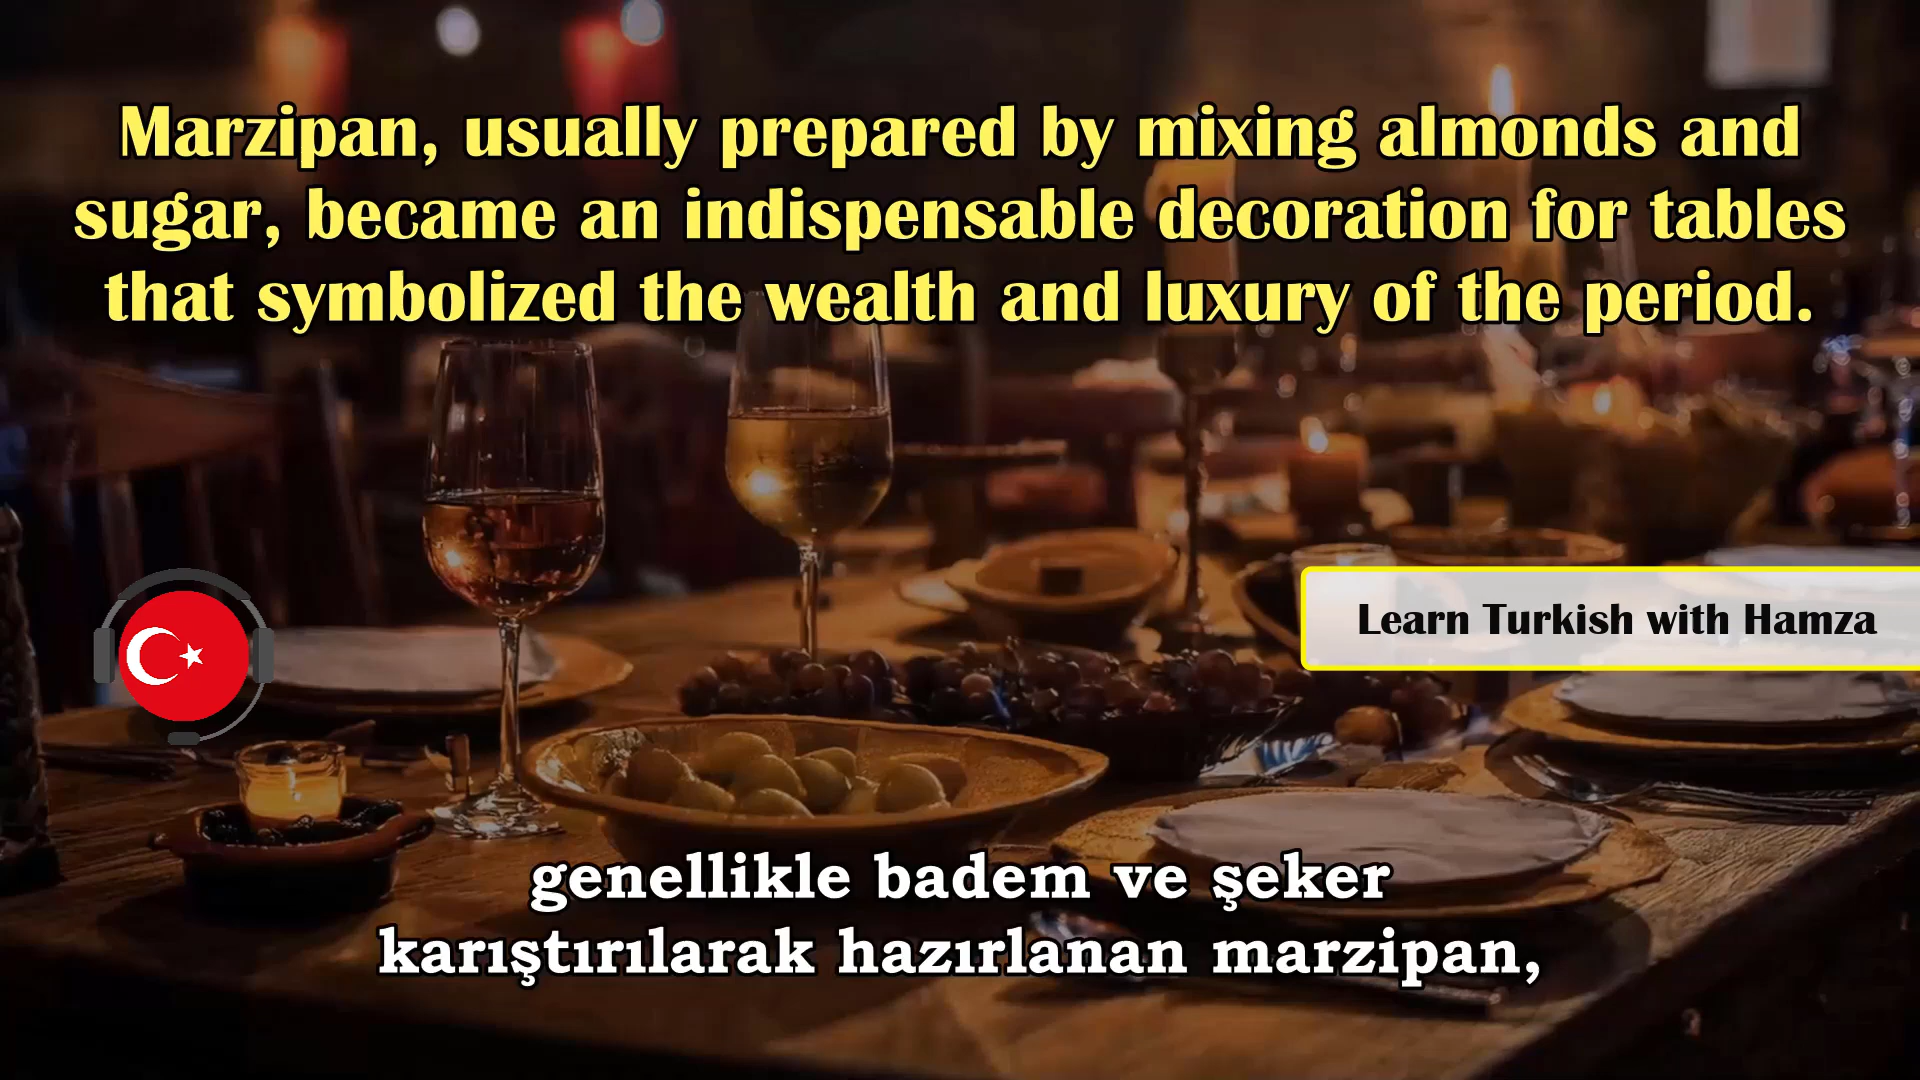 Marzipan, usually prepared by mixing almonds and
sugar, became an indispensable decoration for tables
that symbolized the wealth and luxury of the period.
Learn Turkish with Hamza
genellikle badem ve şeker
karıştırılarak hazırlanan marzipan,